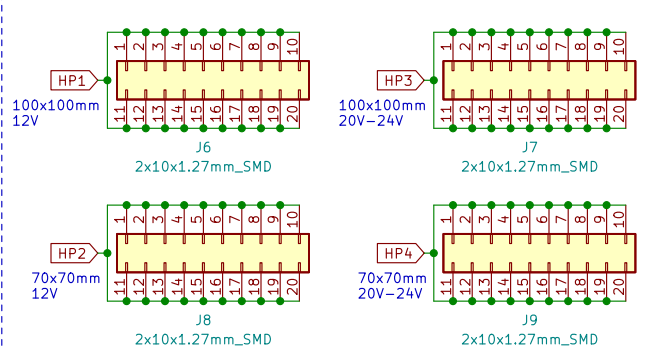 1 2 3 4 5 6 7 8 9 10
HP1
100x100mm
12V
11 12 13 14 15 16 17 18 19 20
J6
2x10x1.27mm_SMD
1 2 3 4 5 6 7 8 9 10
HP3
100x100mm
20V-24V
11 12 13 14 15 16 17 18 19 20
J7
2x10x1.27mm_SMD
1 2 3 4 5 6 7 8 9 10
HP2
70x70mm
12V
11 12 13 14 15 16 17 18 19 20
J8
2x10x1.27mm_SMD
1 2 3 4 5 6 7 8 9 10
HP4
70x70mm
20V-24V
11 12 13 14 15 16 17 18 19 20
J9
2x10x1.27mm_SMD